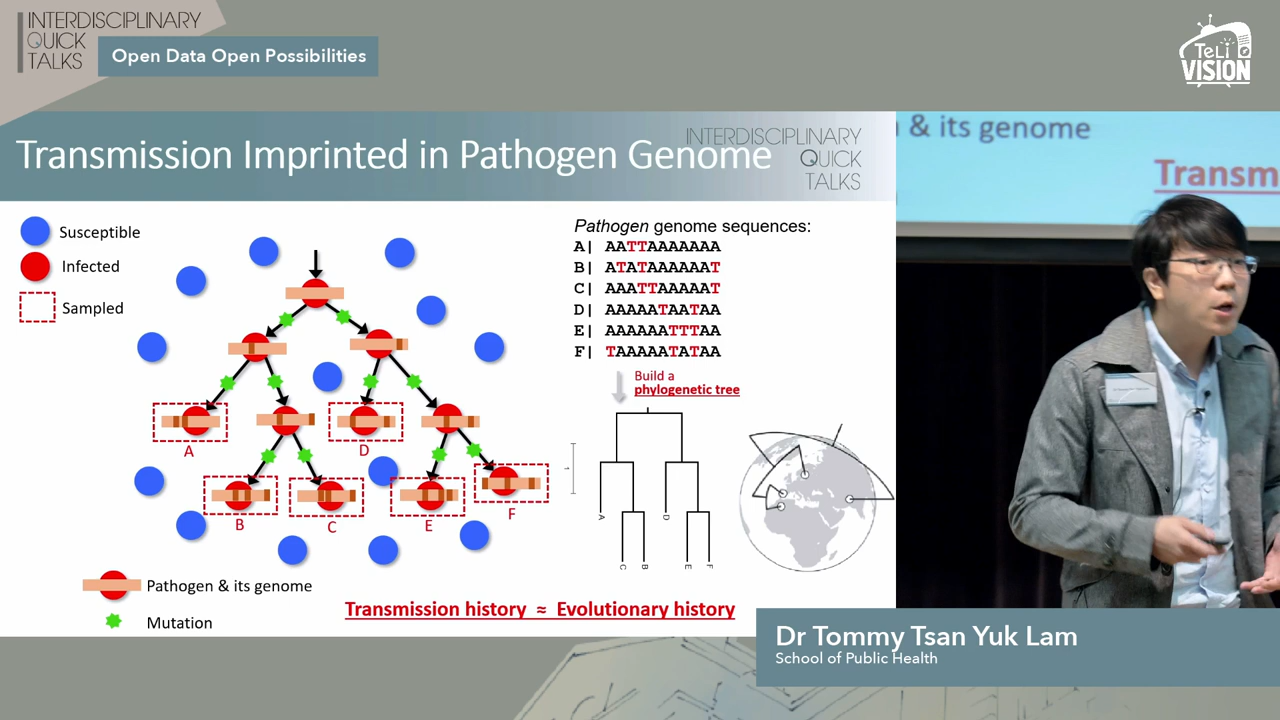 INTERDISCIPLINARY
QUICK
TALKS
Open Data Open Possibilities
TeLi
VISION
Transmission Imprinted in Pathogen Genome
INTERDISCIPLINARY
QUICK
TALKS
& its genome
Transm
Susceptible
Infected
Sampled
Pathogen genome sequences:
A| AATTAAAAAAA
B| ATATAAAAAAT
C| AAATTAAAAAT
D| AAAAATAATAA
E| AAAAAATTTAA
F| TAAAAATATAA
Build a
phylogenetic tree
A
B
C
D
E
F
A
C
B
D
E
F
Pathogen & its genome
Mutation
Transmission history ≈ Evolutionary history
Dr Tommy Tsan Yuk Lam
School of Public Health